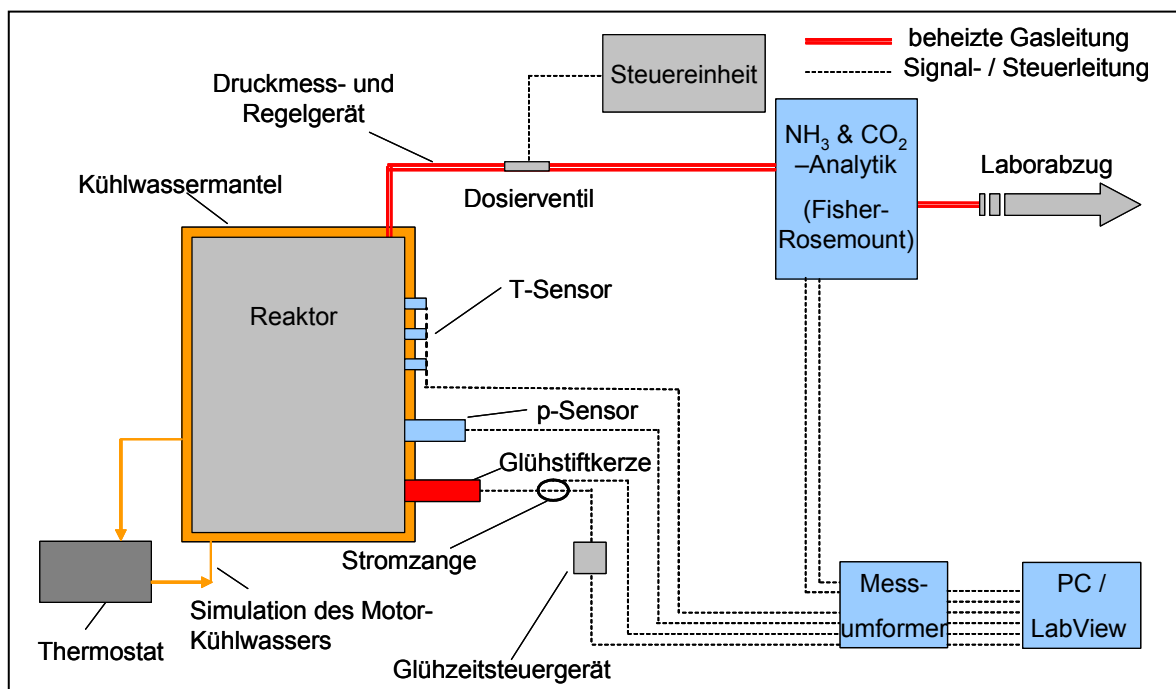 beheizte Gasleitung
Signal- / Steuerleitung
Steuereinheit
Druckmess- und
Regelgerät
NH₃ & CO₂
–Analytik
(Fisher-
Rosemount)
Laborabzug
Kühlwassermantel
Dosierventil
T-Sensor
Reaktor
p-Sensor
Glühstiftkerze
Stromzange
Simulation des Motor-
Kühlwassers
Thermostat
Glühzeitsteuergerät
Mess-
umformer
PC /
LabView